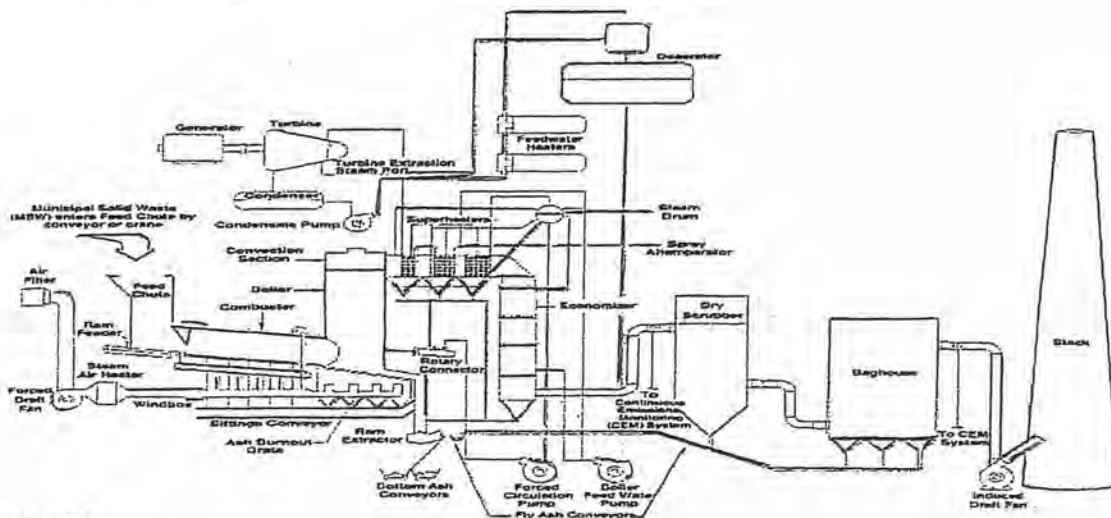 Deaerator
Generator
Turbine
Feedwater
Heaters
Turbine Extraction
Steam Port
Condenser
Municipal Solid Waste
(MSW) enters Feed Chute by
conveyor or crane
Condensate Pump
Superheaters
Steam
Drum
Convection
Section
Spray
Attemperator
Air
Filter
Feed
Chute
Boiler
Combustor
Economizer
Dry
Scrubber
Stack
Ram
Feeder
Steam
Air Heater
Rotary
Connector
Baghouse
Forced
Draft
Fan
Windbox
Siftings Conveyor
To
Continuous
Emissions
Monitoring
(CEM) System
Ash Burnout
Grate
Ram
Extractor
To CEM
System
Bottom Ash
Conveyors
Forced
Circulation
Pump
Boiler
Feed Water
Pump
Fly Ash Conveyors
Induced
Draft Fan